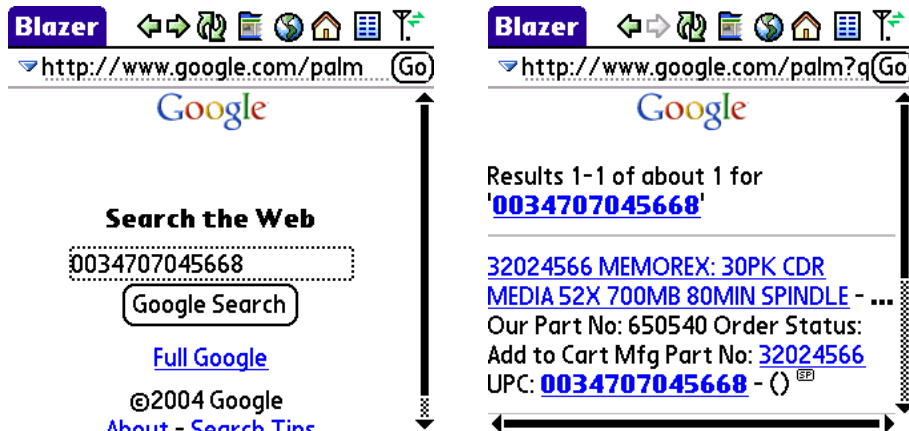 Blazer
http://www.google.com/palm Go
Google
Search the Web
0034707045668
Google Search
Full Google
©2004 Google
About - Search Tips
Blazer
http://www.google.com/palm?q Go
Google
Results 1-1 of about 1 for
'0034707045668'
32024566 MEMOREX: 30PK CDR
MEDIA 52X 700MB 80MIN SPINDLE - ...
Our Part No: 650540 Order Status:
Add to Cart Mfg Part No: 32024566
UPC: 0034707045668 - () SP